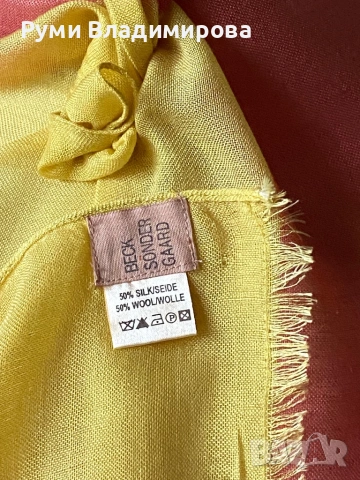 Руми Владимирова
BECK
SONDER
GAARD
50% SILK/SEIDE
50% WOOL/WOLLE